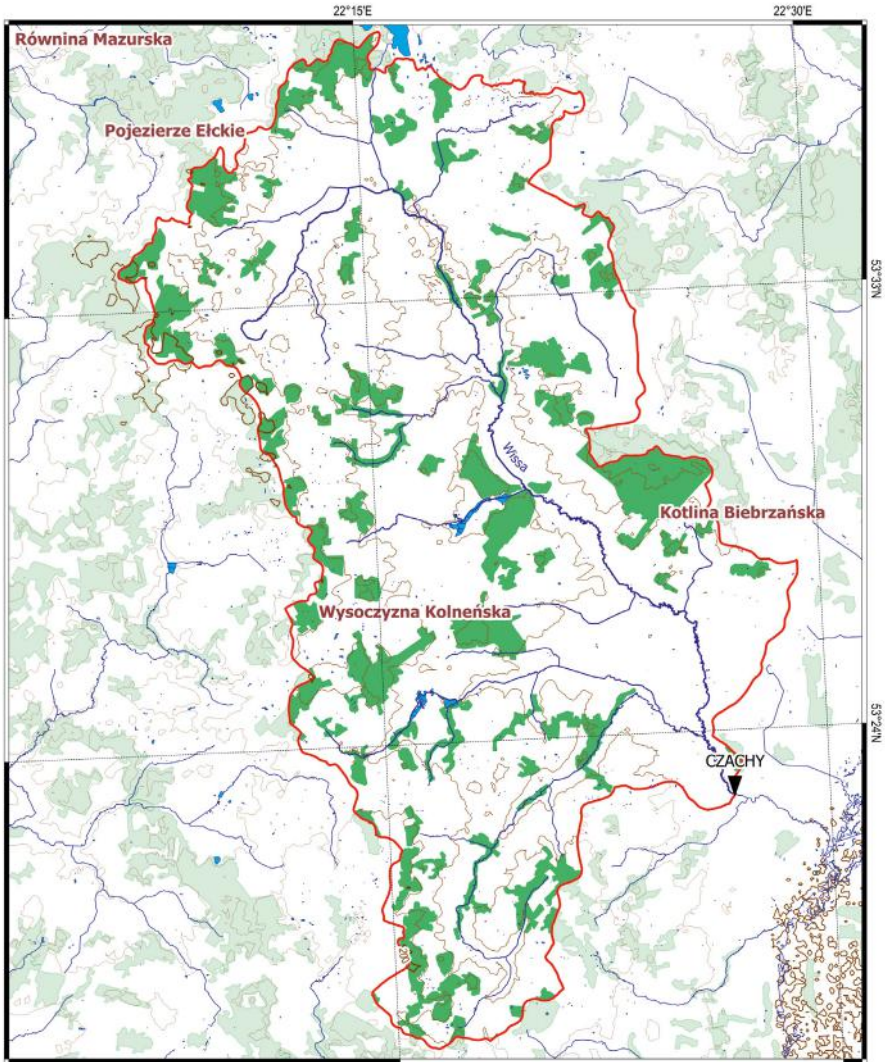 22°15'E
22°30'E
Równina Mazurska
Pojezierze Ełckie
53°33'N
Wissa
Kotlina Biebrzańska
Wysoczyzna Kolneńska
53°24'N
CZACHY